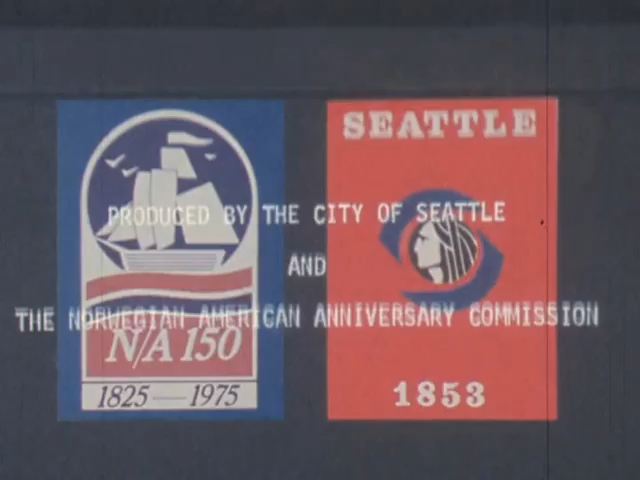 SEATTLE
PRODUCED BY THE CITY OF SEATTLE
AND
THE NORWEGIAN AMERICAN ANNIVERSARY COMMISSION
N/A 150
1825 — 1975
1853